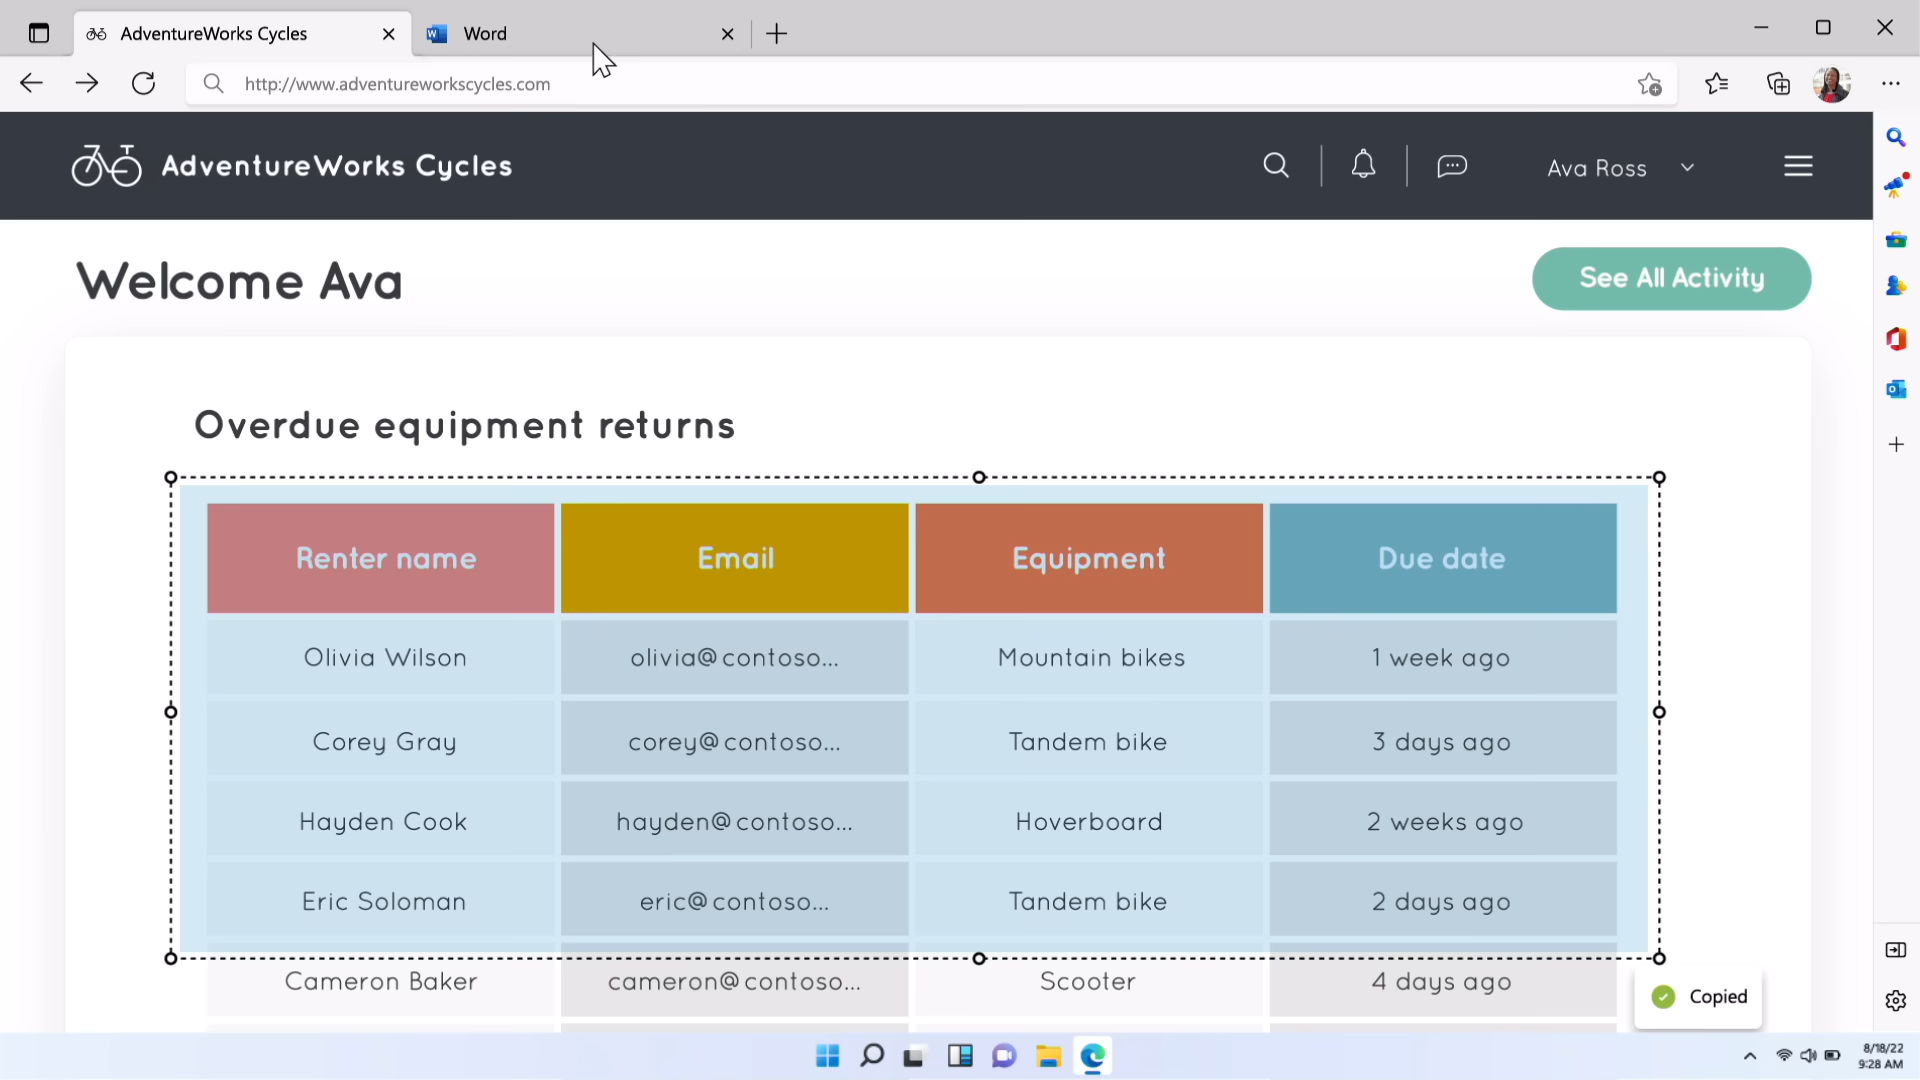 AdventureWorks Cycles
Word
http://www.adventureworkscycles.com
AdventureWorks Cycles
Ava Ross
Welcome Ava
See All Activity
Overdue equipment returns
Renter name Email Equipment Due date
Olivia Wilson olivia@contoso... Mountain bikes 1 week ago
Corey Gray corey@contoso... Tandem bike 3 days ago
Hayden Cook hayden@contoso... Hoverboard 2 weeks ago
Eric Soloman eric@contoso... Tandem bike 2 days ago
Cameron Baker cameron@contoso... Scooter 4 days ago
Copied
8/18/22
9:28 AM